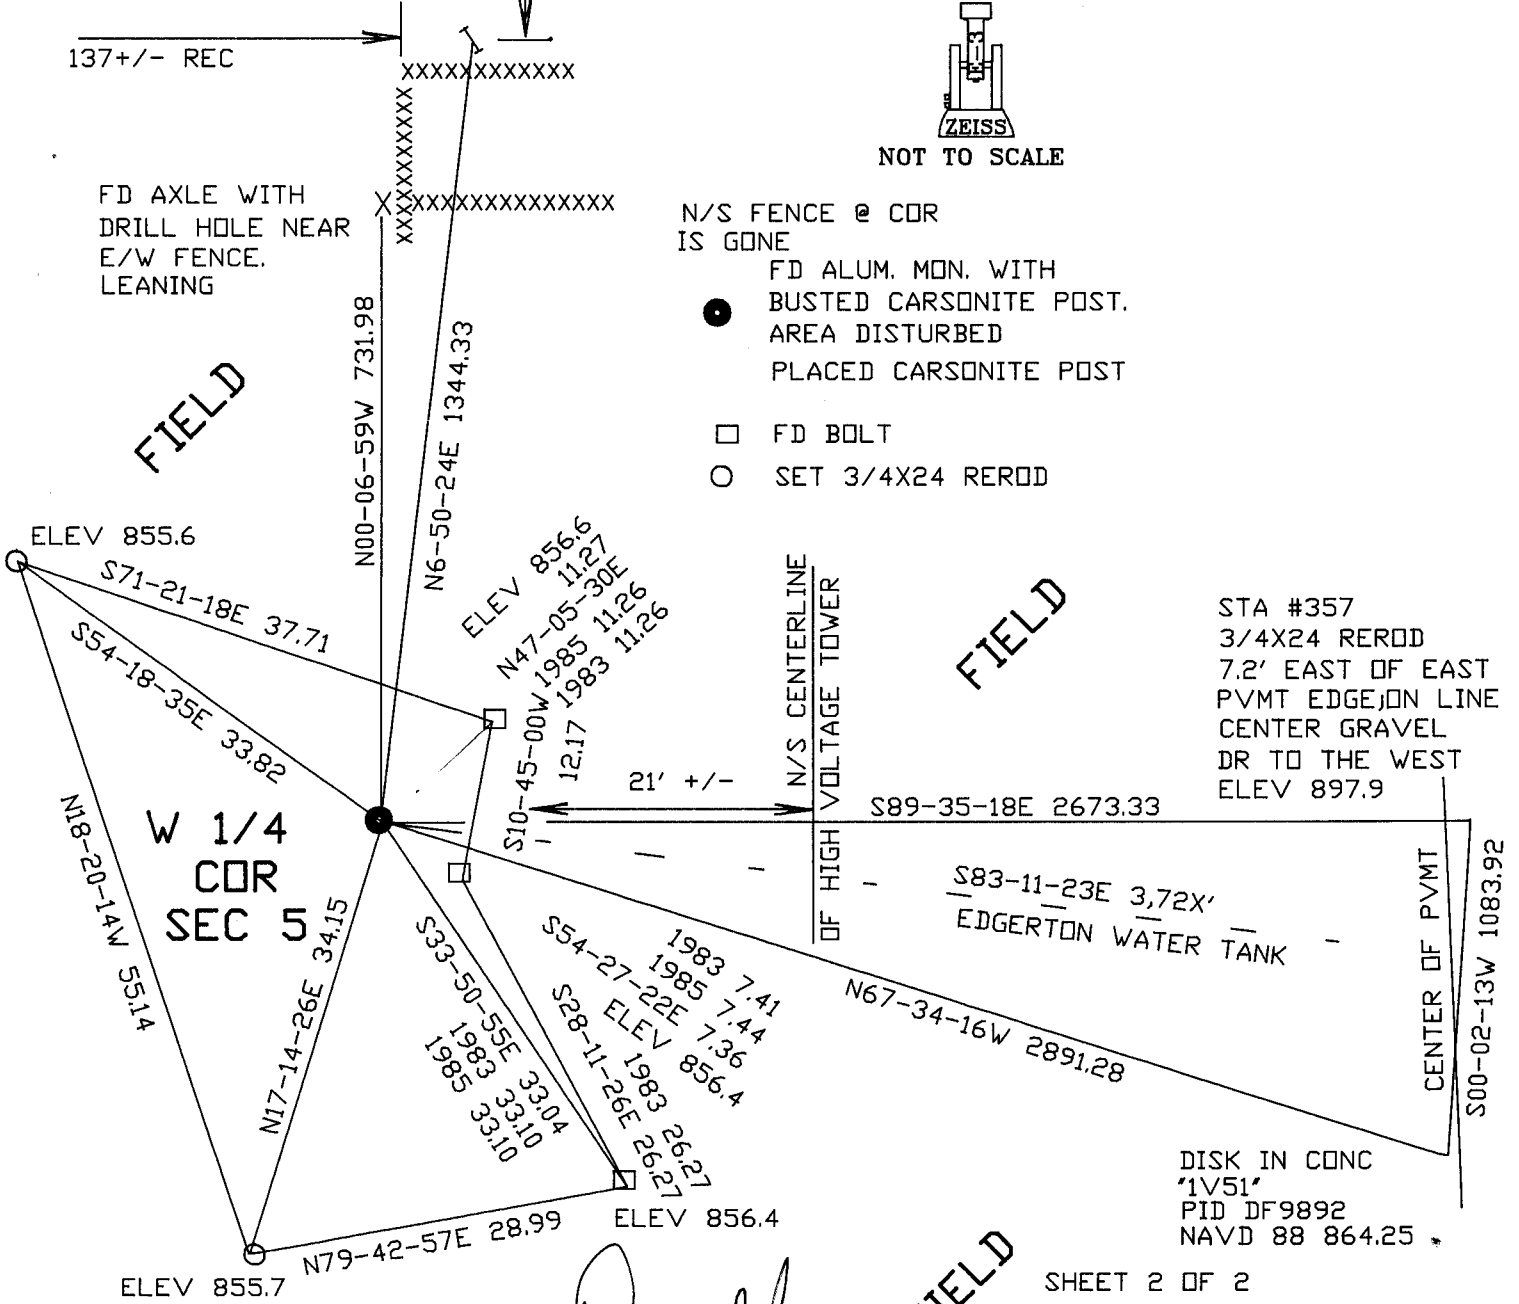 137+/- REC
XXXXXXXXXXXX
XXXXXXXXXXXXX
X
XXXXXXXXXXXXX
ZEISS
NOT TO SCALE
FD AXLE WITH
DRILL HOLE NEAR
E/W FENCE.
LEANING
N/S FENCE @ COR
IS GONE
FD ALUM. MON. WITH
BUSTED CARSONITE POST.
AREA DISTURBED
PLACED CARSONITE POST
FD BOLT
SET 3/4X24 REROD
FIELD
N00-06-59W 731.98
N6-50-24E 1344.33
ELEV 855.6
S71-21-18E 37.71
S54-18-35E 33.82
ELEV 856.6
11.27
N47-05-30E
1985 11.26
1983 11.26
S10-45-00W
12.17
21' +/-
N/S CENTERLINE
OF HIGH VOLTAGE TOWER
FIELD
STA #357
3/4X24 REROD
7.2' EAST OF EAST
PVMT EDGE;ON LINE
CENTER GRAVEL
DR TO THE WEST
ELEV 897.9
S89-35-18E 2673.33
W 1/4
COR
SEC 5
N18-20-14W 55.14
N17-14-26E 34.15
S83-11-23E 3,72X'
EDGERTON WATER TANK
CENTER OF PVMT
S00-02-13W 1083.92
N67-34-16W 2891.28
1983 7.41
1985 7.44
S54-27-22E 7.36
ELEV 856.4
S33-50-55E 33.04
1983 33.10
1985 33.10
1983 26.27
S28-11-26E 26.27
ELEV 856.4
N79-42-57E 28.99
ELEV 855.7
DISK IN CONC
"1V51"
PID DF9892
NAVD 88 864.25
FIELD
SHEET 2 OF 2